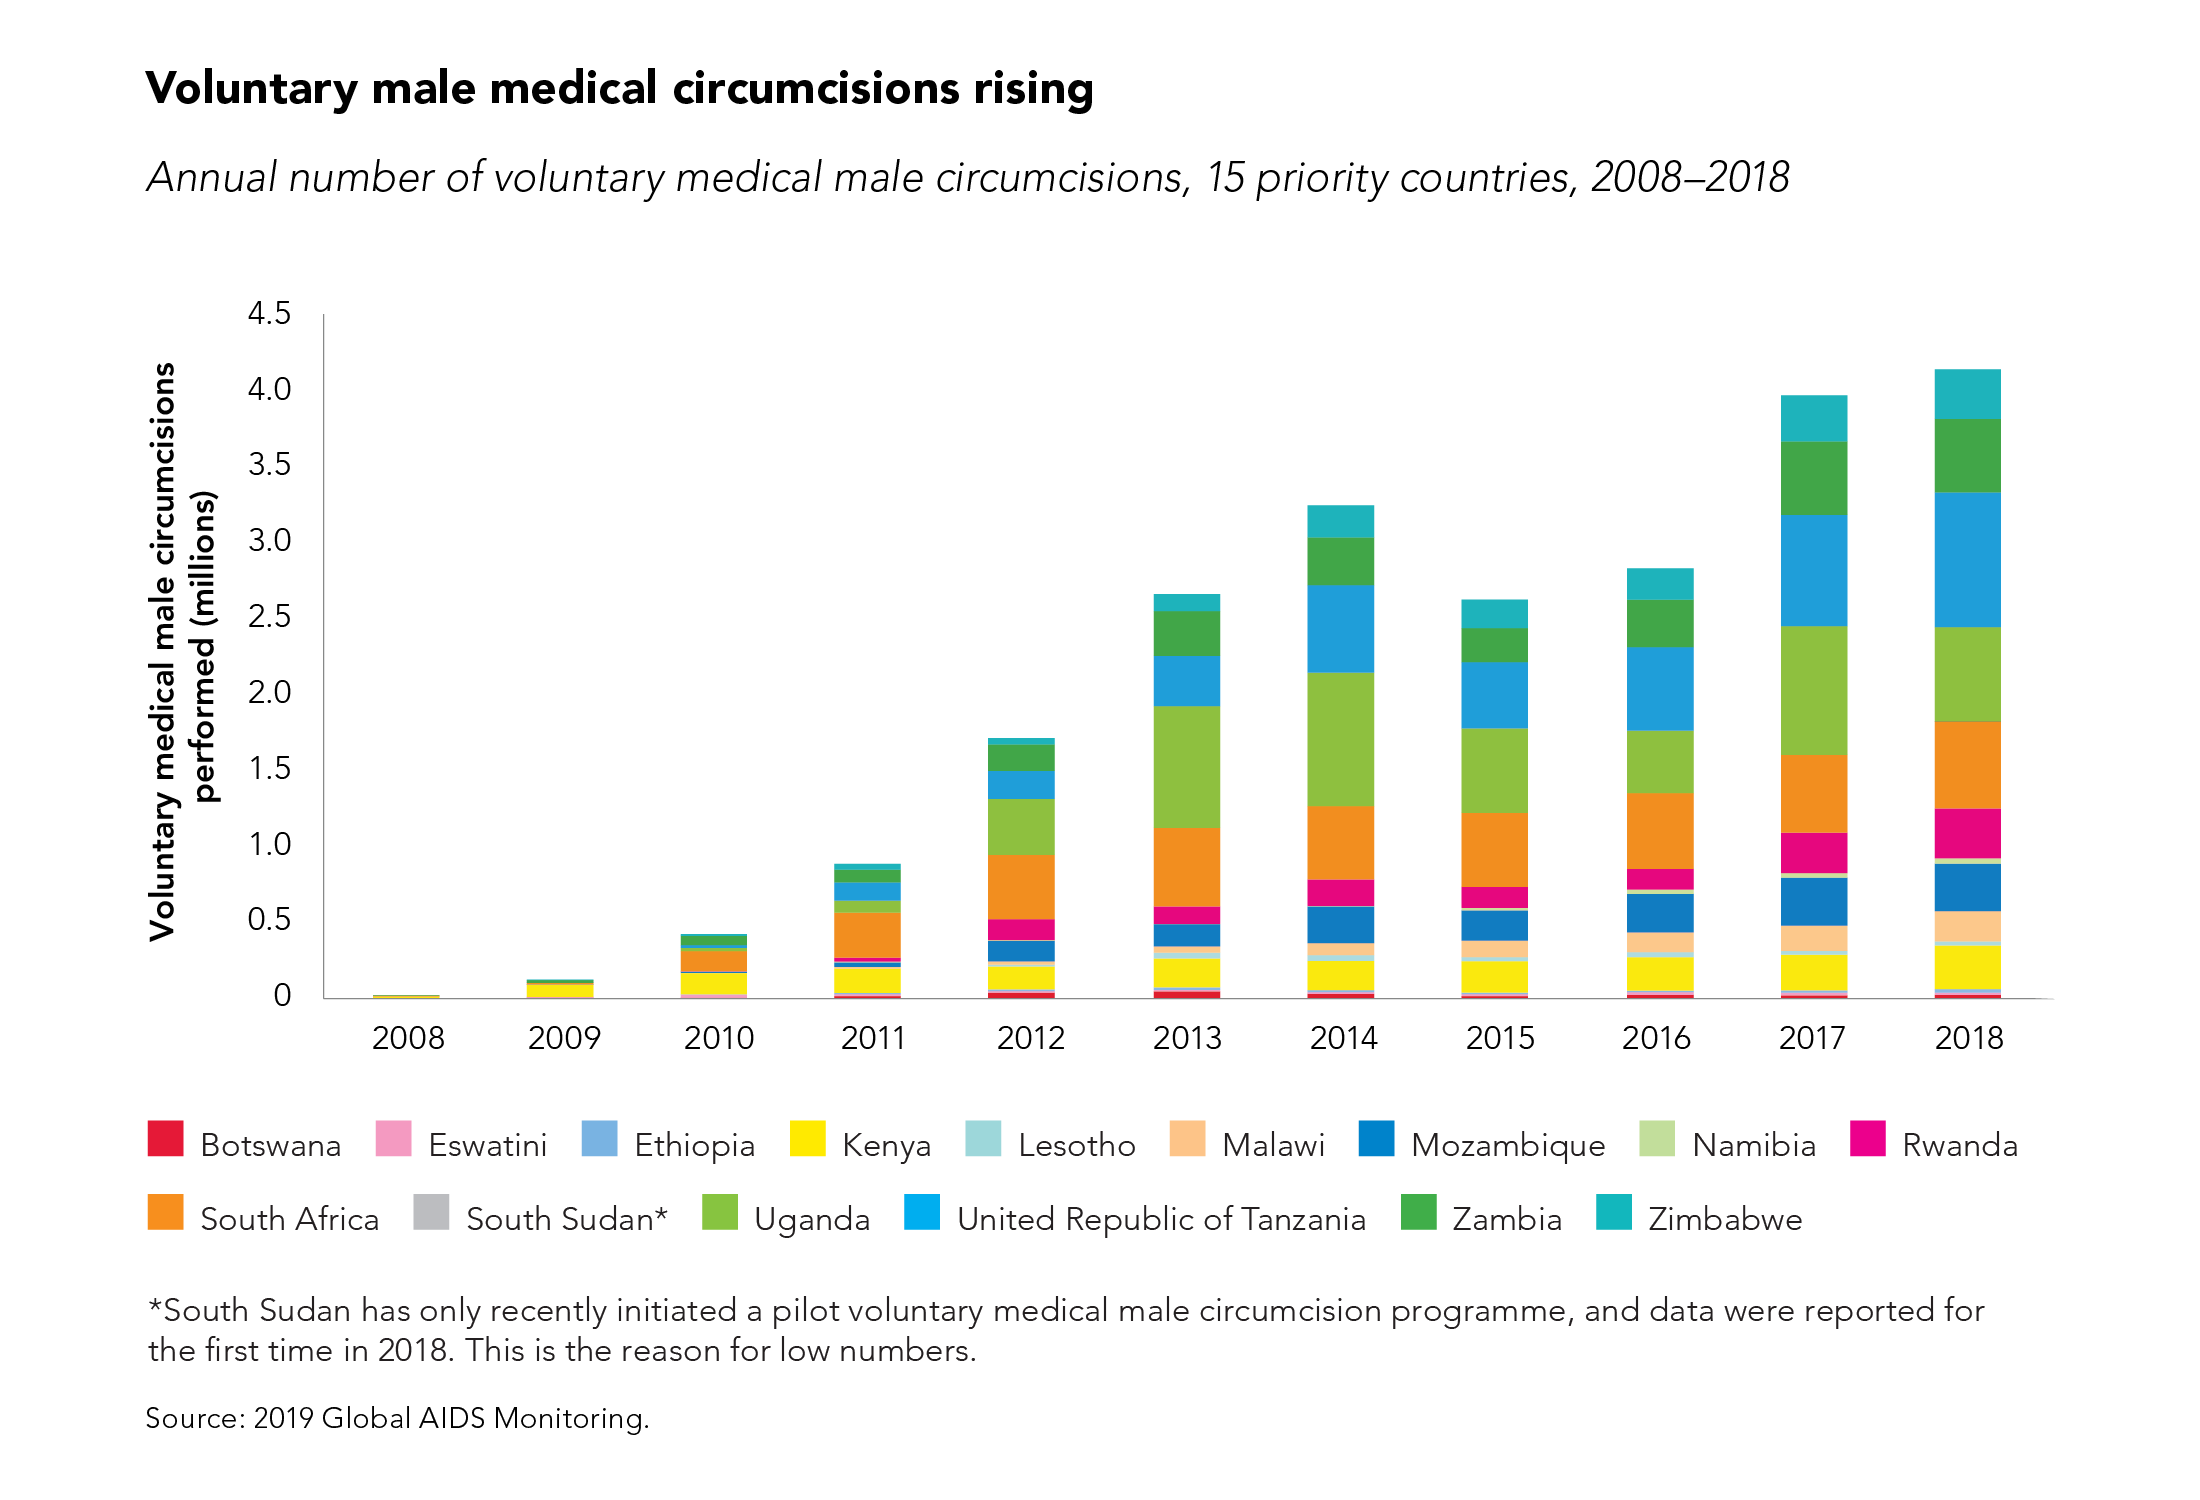 Voluntary male medical circumcisions rising
Annual number of voluntary medical male circumcisions, 15 priority countries, 2008–2018
Voluntary medical male circumcisions
performed (millions)
4.5
4.0
3.5
3.0
2.5
2.0
1.5
1.0
0.5
0
2008 2009 2010 2011 2012 2013 2014 2015 2016 2017 2018
Botswana Eswatini Ethiopia Kenya Lesotho Malawi Mozambique Namibia Rwanda
South Africa South Sudan* Uganda United Republic of Tanzania Zambia Zimbabwe
*South Sudan has only recently initiated a pilot voluntary medical male circumcision programme, and data were reported for
the first time in 2018. This is the reason for low numbers.
Source: 2019 Global AIDS Monitoring.